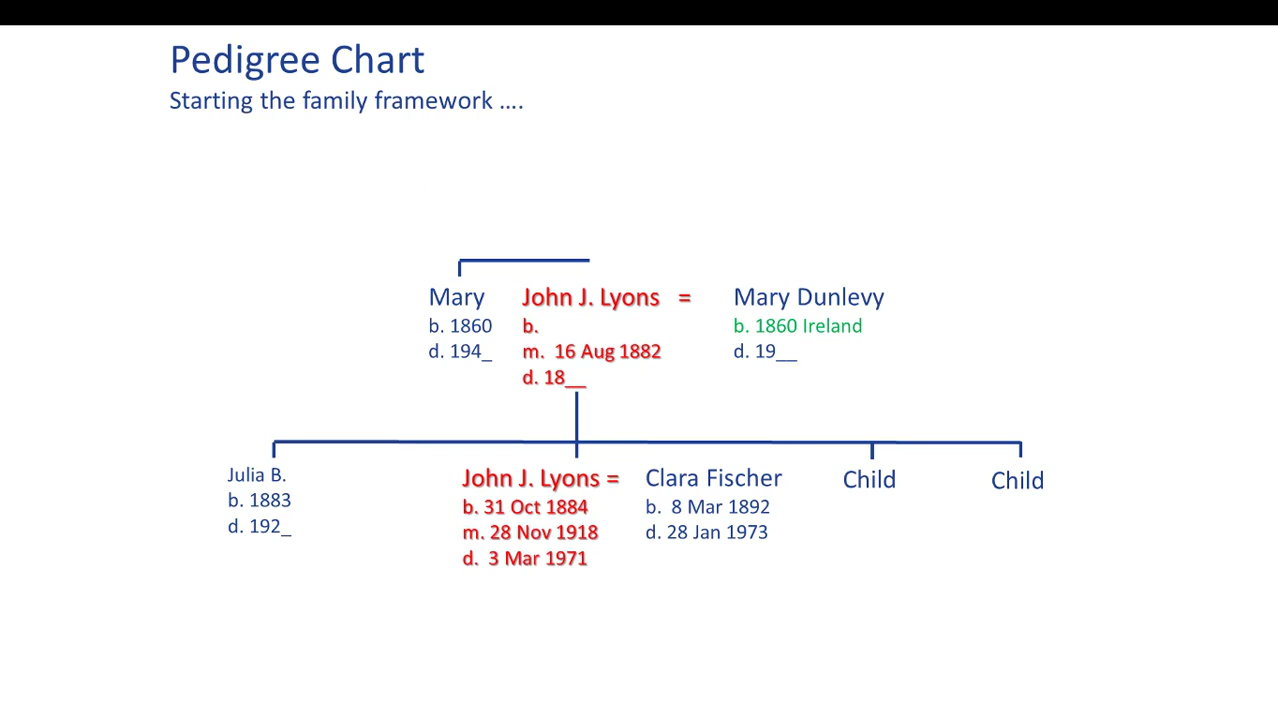 Pedigree Chart
Starting the family framework ….
Mary
b. 1860
d. 194_
John J. Lyons =
b.
m. 16 Aug 1882
d. 18__
Mary Dunlevy
b. 1860 Ireland
d. 19__
Julia B.
b. 1883
d. 192_
John J. Lyons =
b. 31 Oct 1884
m. 28 Nov 1918
d. 3 Mar 1971
Clara Fischer
b. 8 Mar 1892
d. 28 Jan 1973
Child
Child